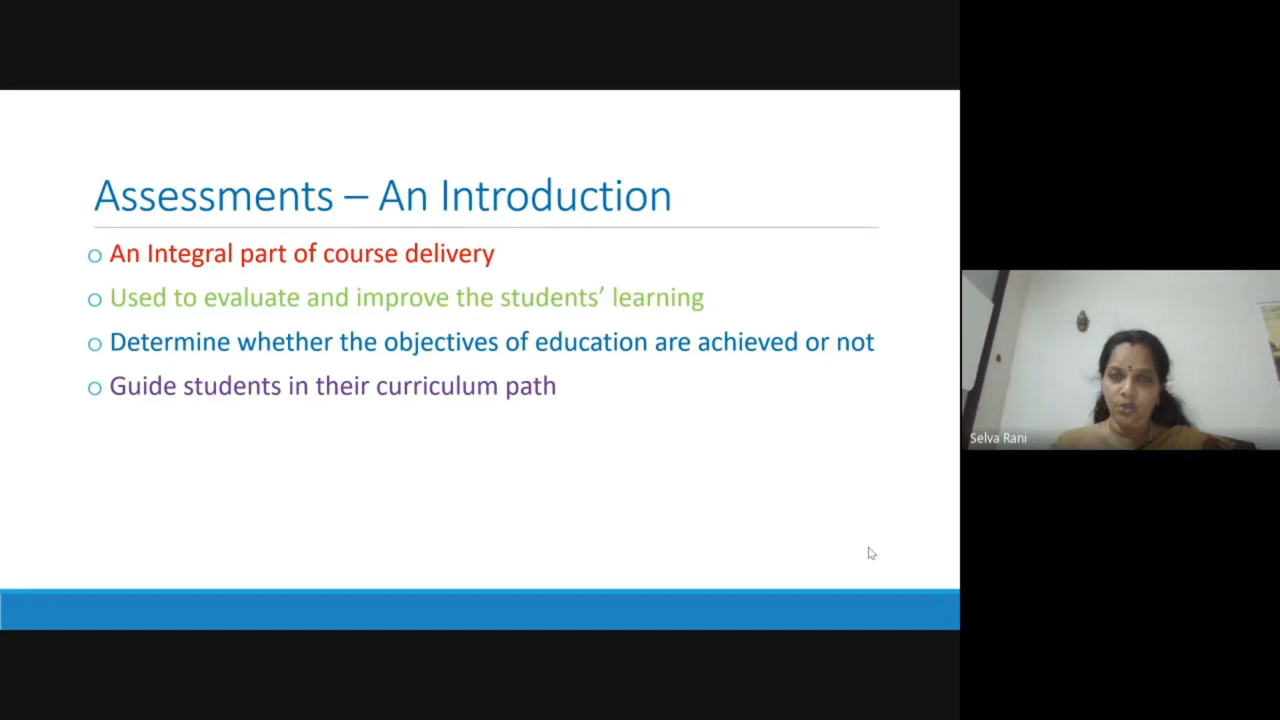 Assessments – An Introduction
o An Integral part of course delivery
o Used to evaluate and improve the students’ learning
o Determine whether the objectives of education are achieved or not
o Guide students in their curriculum path
Selva Rani